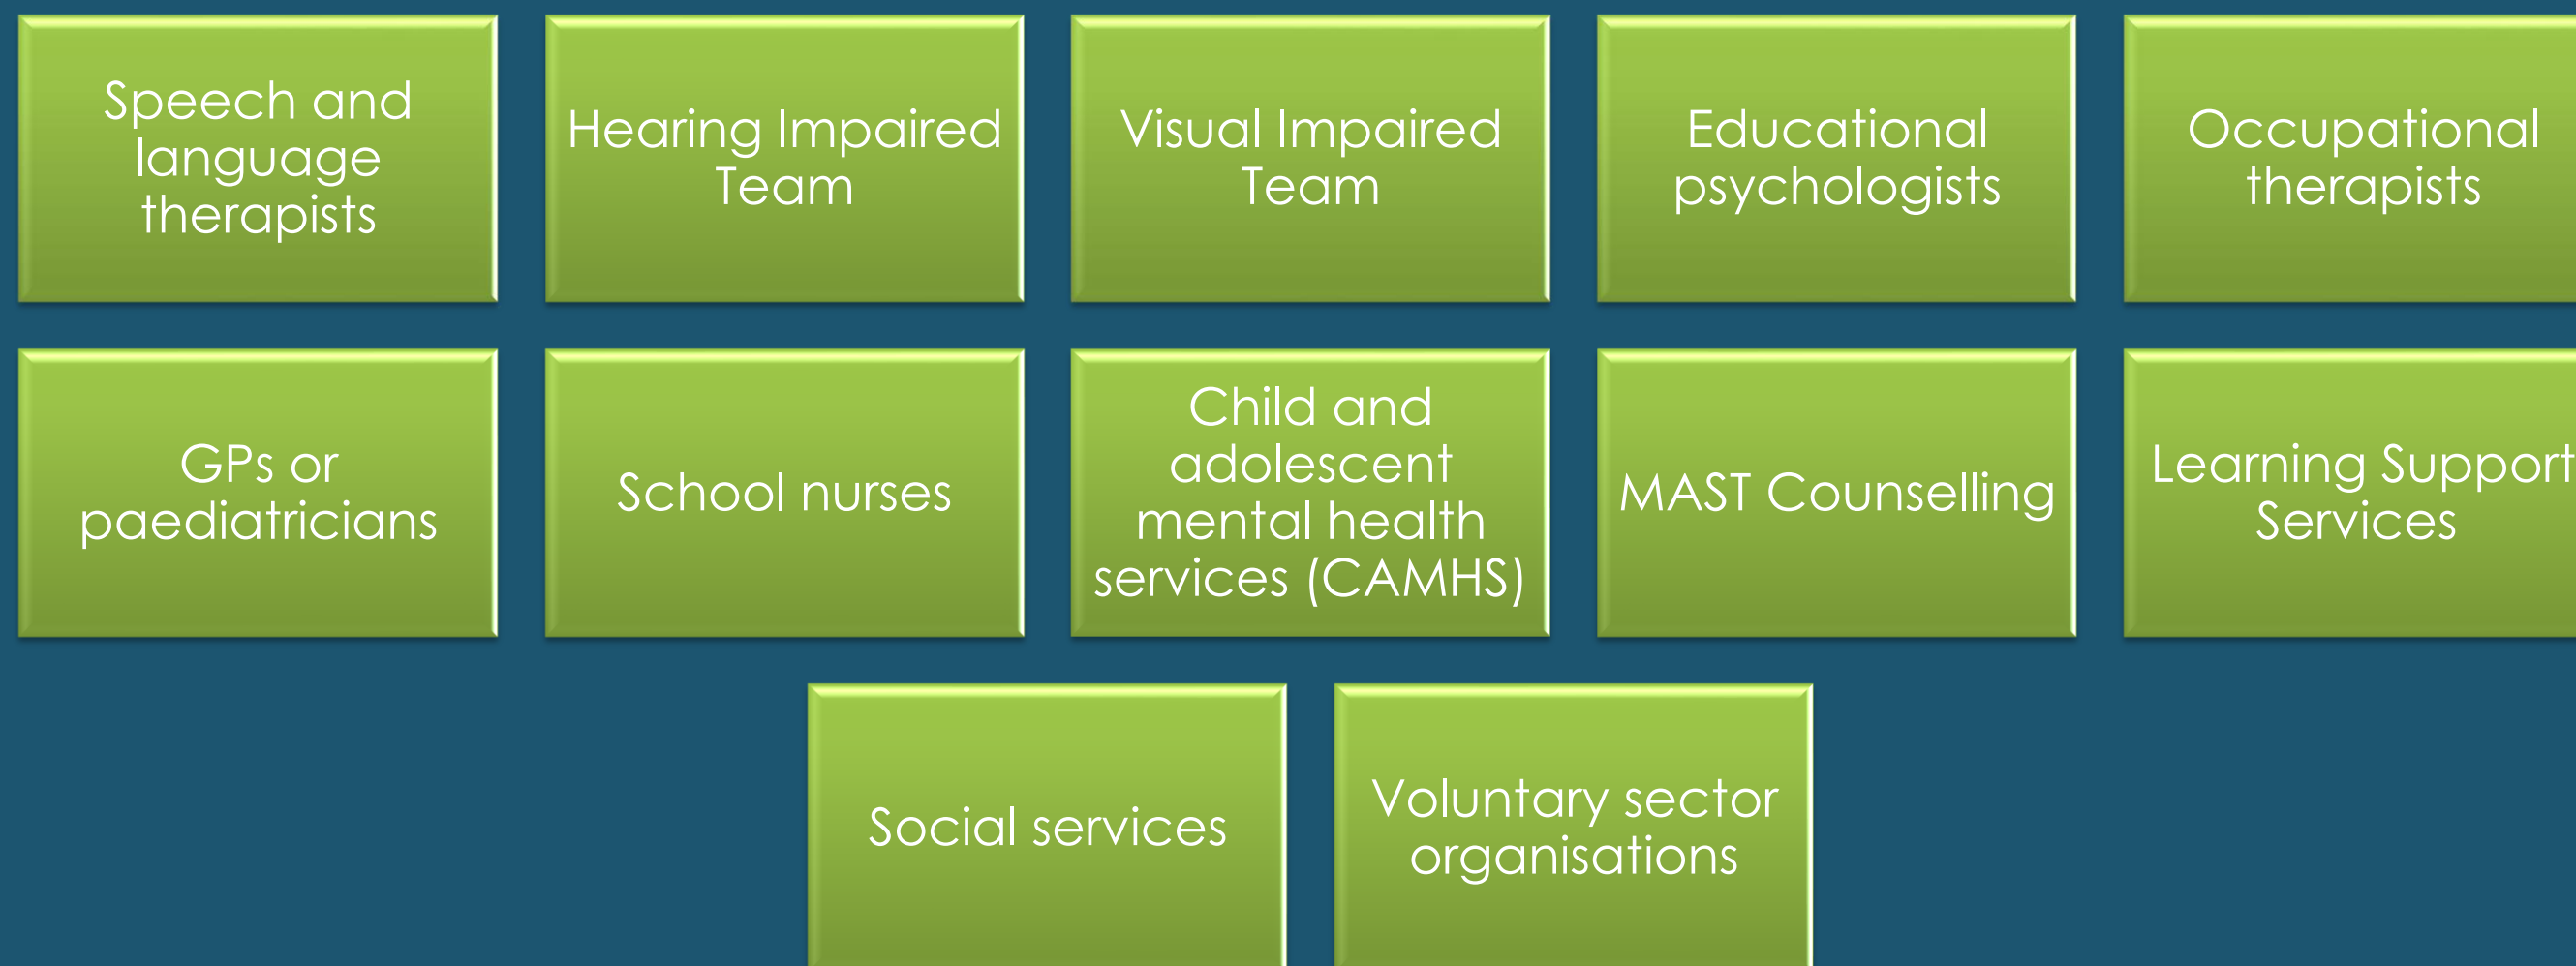 Speech and
language
therapists
Hearing Impaired
Team
Visual Impaired
Team
Educational
psychologists
Occupational
therapists
GPs or
paediatricians
School nurses
Child and
adolescent
mental health
services (CAMHS)
MAST Counselling
Learning Support
Services
Social services
Voluntary sector
organisations